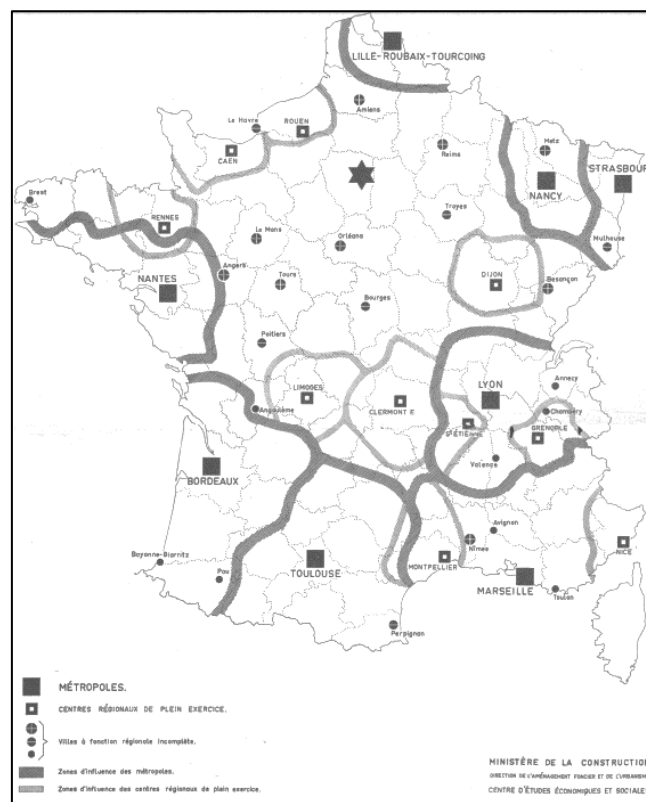 LILLE-ROUBAIX-TOURCOING
Amiens
Le Havre
ROUEN
CAEN
Reims
Metz
NANCY
STRASBOUR
Brest
RENNES
Le Mans
Orléans
Troyes
Mulhouse
NANTES
Angers
Tours
Bourges
DIJON
Besançon
Poitiers
LIMOGES
CLERMONT F
LYON
Annecy
Angoulême
ST ÉTIENNE
Chambéry
GRENOBLE
Valence
BORDEAUX
Bayonne-Biarritz
Pau
TOULOUSE
MONTPELLIER
Nîmes
Avignon
NICE
MARSEILLE
Toulon
Perpignan
MÉTROPOLES.
CENTRES RÉGIONAUX DE PLEIN EXERCICE.
Villes à fonction régionale incomplète.
Zones d'influence des métropoles.
Zones d'influence des centres régionaux de plein exercice.
MINISTÈRE DE LA CONSTRUCTION
DIRECTION DE L'AMÉNAGEMENT FONCIER ET DE L'URBANISME
CENTRE D'ÉTUDES ÉCONOMIQUES ET SOCIALES